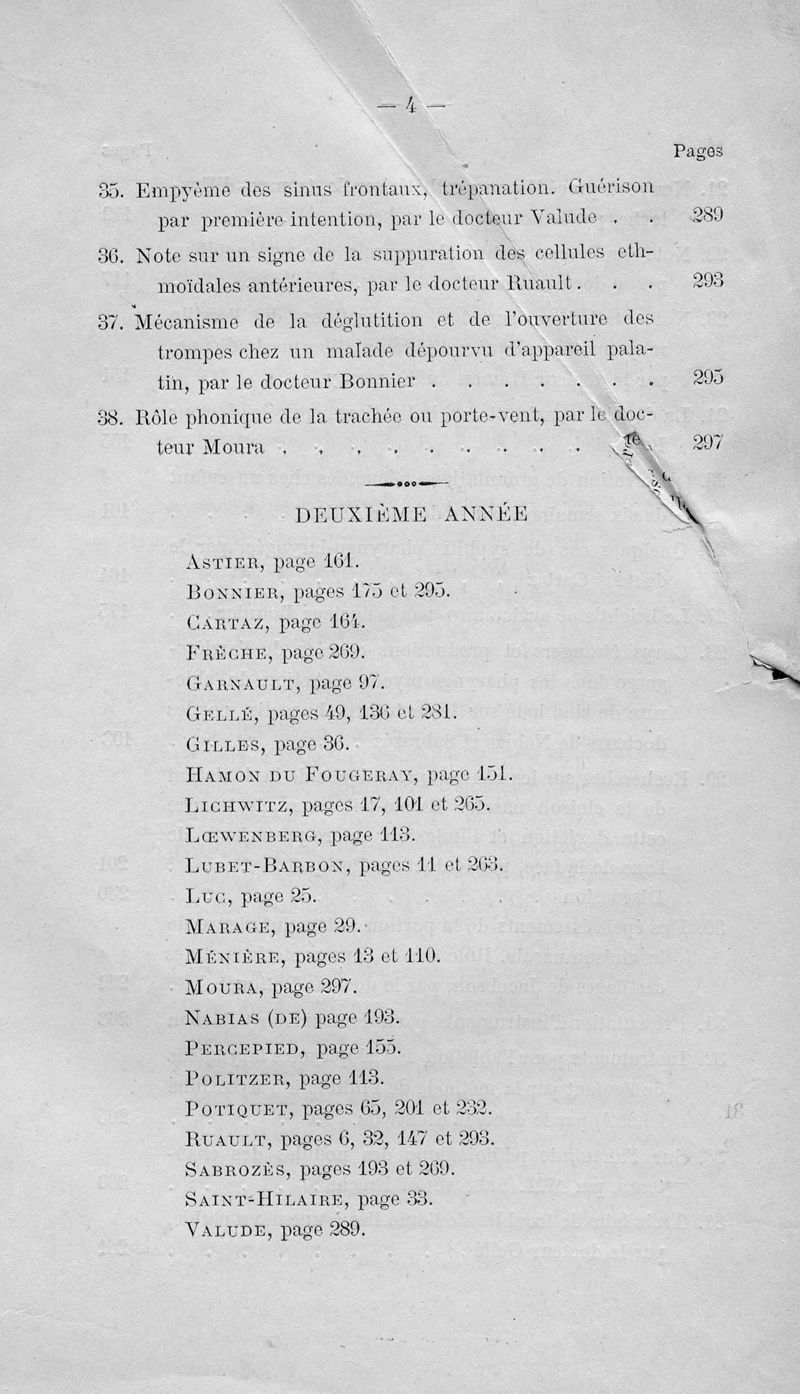 — 4 —
Pages
35. Empyème des sinus frontaux, trépanation. Guérison
par première intention, par le docteur Valude . . 289
36. Note sur un signe de la suppuration des cellules eth-
moïdales antérieures, par le docteur Ruault . . . 293
37. Mécanisme de la déglutition et de l'ouverture des
trompes chez un malade dépourvu d'appareil pala-
tin, par le docteur Bonnier . . . . . . . 295
38. Rôle phonique de la trachée ou porte-vent, par le doc-
teur Moura . . . . . . . . . . 297
DEUXIÈME ANNÉE
Astier, page 161.
Bonnier, pages 175 et 295.
Cartaz, page 164.
Frèche, page 269.
Garnault, page 97.
Gellé, pages 49, 136 et 281.
Gilles, page 36.
Hamon du Fougeray, page 151.
Lichwitz, pages 17, 101 et 265.
Lœwenberg, page 113.
Lubet-Barbon, pages 11 et 263.
Luc, page 25.
Marage, page 29.
Ménière, pages 13 et 110.
Moura, page 297.
Nabias (de) page 193.
Percepied, page 155.
Politzer, page 113.
Potiquet, pages 65, 201 et 232.
Ruault, pages 6, 32, 147 et 293.
Sabrozès, pages 193 et 269.
Saint-Hilaire, page 33.
Valude, page 289.